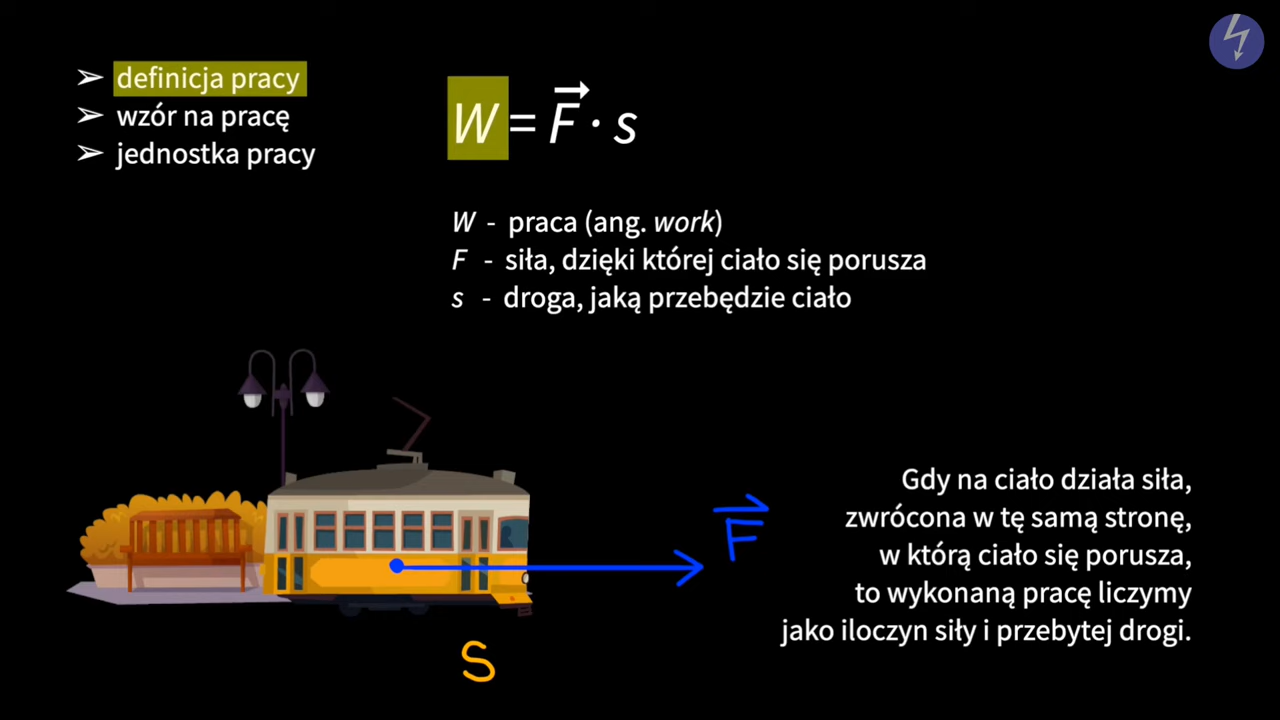 ➢ definicja pracy
➢ wzór na pracę
➢ jednostka pracy
W = F · s
W - praca (ang. work)
F - siła, dzięki której ciało się porusza
s - droga, jaką przebędzie ciało
F
Gdy na ciało działa siła,
zwrócona w tę samą stronę,
w którą ciało się porusza,
to wykonaną pracę liczymy
jako iloczyn siły i przebytej drogi.
S